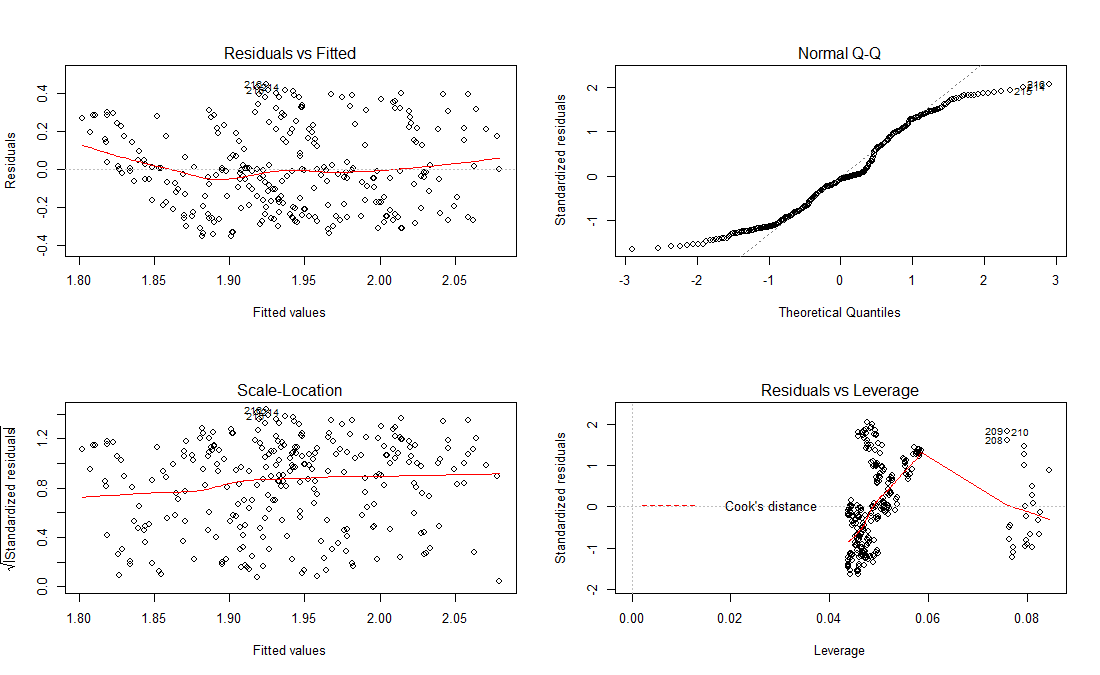 Residuals vs Fitted
Residuals
0.4
0.2
0.0
-0.2
-0.4
1.80 1.85 1.90 1.95 2.00 2.05
Fitted values
Normal Q-Q
Standardized residuals
2
1
0
-1
216
214
215
-3 -2 -1 0 1 2 3
Theoretical Quantiles
Scale-Location
√|Standardized residuals|
1.2
0.8
0.4
0.0
1.80 1.85 1.90 1.95 2.00 2.05
Fitted values
Residuals vs Leverage
Standardized residuals
2
1
0
-1
-2
209 210
208
Cook's distance
0.00 0.02 0.04 0.06 0.08
Leverage